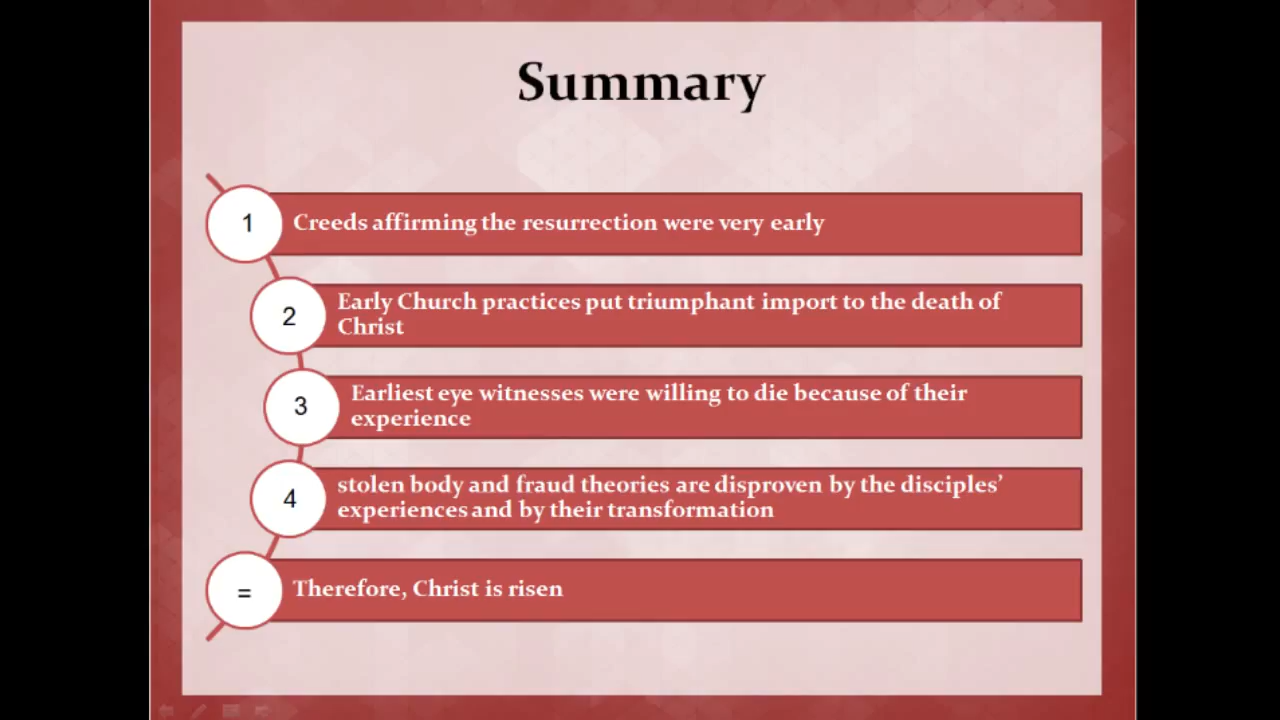 Summary
1
Creeds affirming the resurrection were very early
2
Early Church practices put triumphant import to the death of
Christ
3
Earliest eye witnesses were willing to die because of their
experience
4
stolen body and fraud theories are disproven by the disciples’
experiences and by their transformation
=
Therefore, Christ is risen